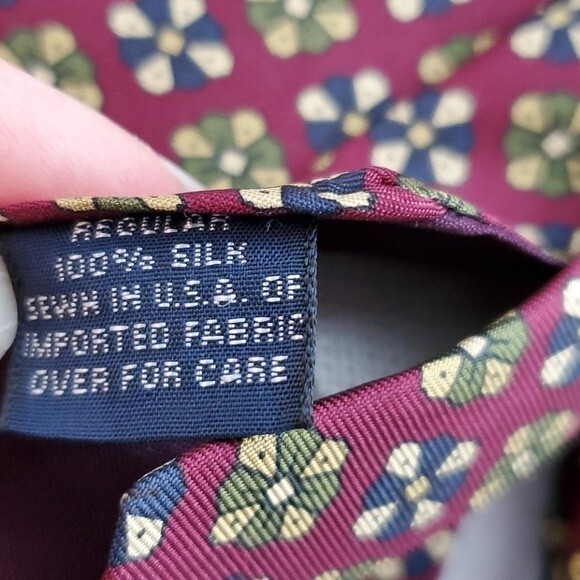 REGULAR
100% SILK
SEWN IN U.S.A. OF
IMPORTED FABRIC
OVER FOR CARE